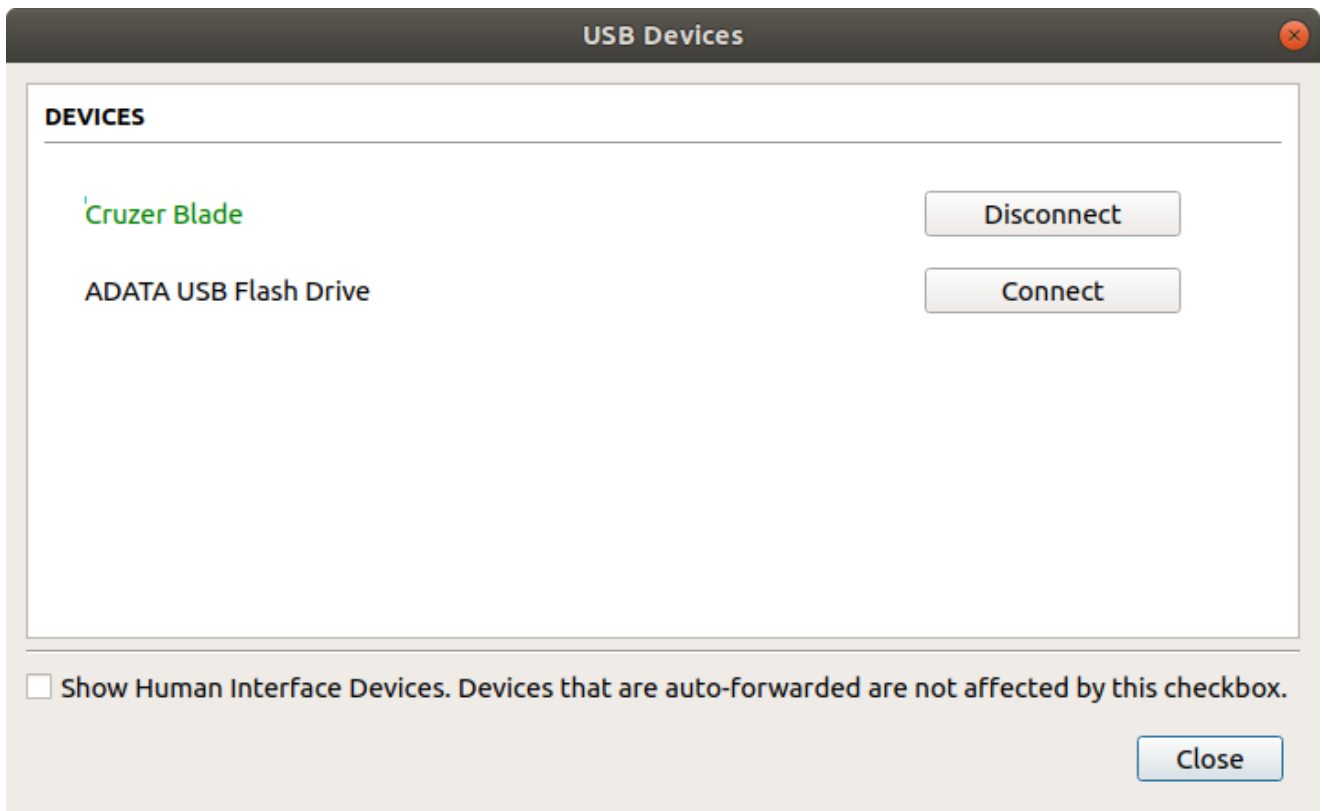 USB Devices
DEVICES
Cruzer Blade Disconnect
ADATA USB Flash Drive Connect
Show Human Interface Devices. Devices that are auto-forwarded are not affected by this checkbox.
Close